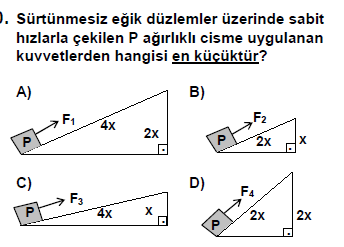 ). Sürtünmesiz eğik düzlemler üzerinde sabit
hızlarla çekilen P ağırlıklı cisme uygulanan
kuvvetlerden hangisi en küçüktür?
A)
P
F1
4x
2x
B)
P
F2
2x
x
C)
P
F3
4x
x
D)
P
F4
2x
2x